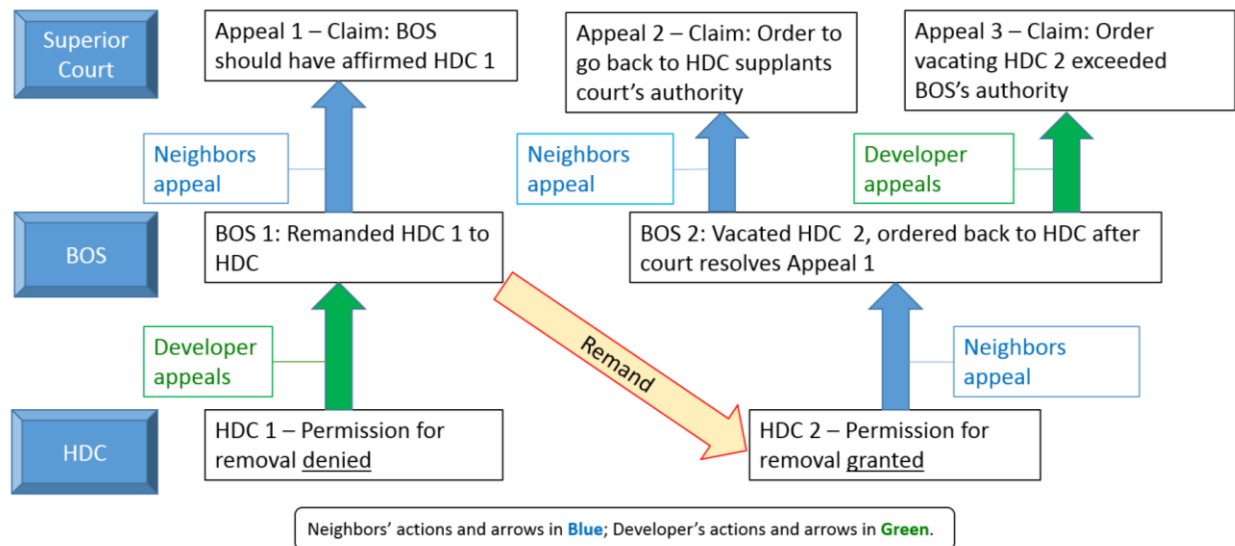 Superior
Court
Appeal 1 – Claim: BOS
should have affirmed HDC 1
Appeal 2 – Claim: Order to
go back to HDC supplants
court's authority
Appeal 3 – Claim: Order
vacating HDC 2 exceeded
BOS's authority
Neighbors
appeal
Neighbors
appeal
Developer
appeals
BOS
BOS 1: Remanded HDC 1 to
HDC
BOS 2: Vacated HDC 2, ordered back to HDC after
court resolves Appeal 1
Developer
appeals
Remand
Neighbors
appeal
HDC
HDC 1 – Permission for
removal denied
HDC 2 – Permission for
removal granted
Neighbors' actions and arrows in Blue; Developer's actions and arrows in Green.